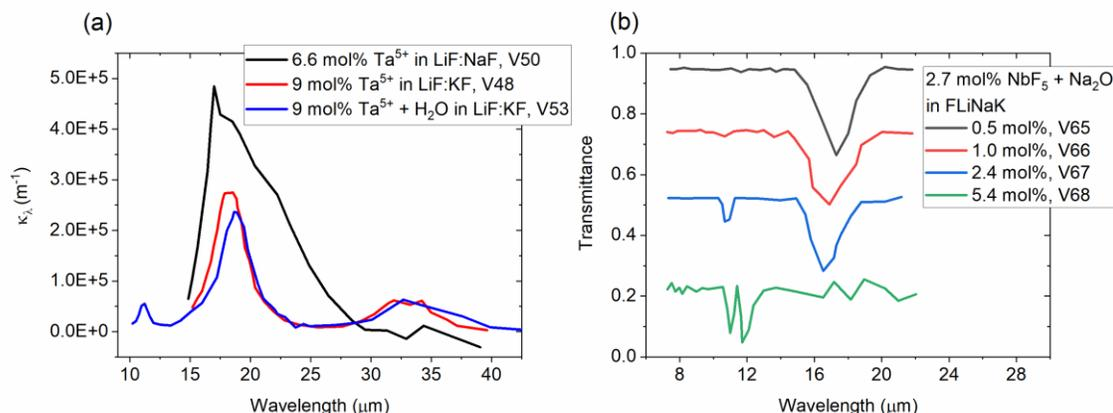 (a)
6.6 mol% Ta⁵⁺ in LiF:NaF, V50
9 mol% Ta⁵⁺ in LiF:KF, V48
9 mol% Ta⁵⁺ + H₂O in LiF:KF, V53
5.0E+5
4.0E+5
3.0E+5
2.0E+5
1.0E+5
0.0E+0
κλ (m⁻¹)
10 15 20 25 30 35 40
Wavelength (μm)
(b)
2.7 mol% NbF₅ + Na₂O
in FLiNaK
0.5 mol%, V65
1.0 mol%, V66
2.4 mol%, V67
5.4 mol%, V68
1.0
0.8
0.6
0.4
0.2
0.0
Transmittance
8 12 16 20 24 28
Wavelength (μm)